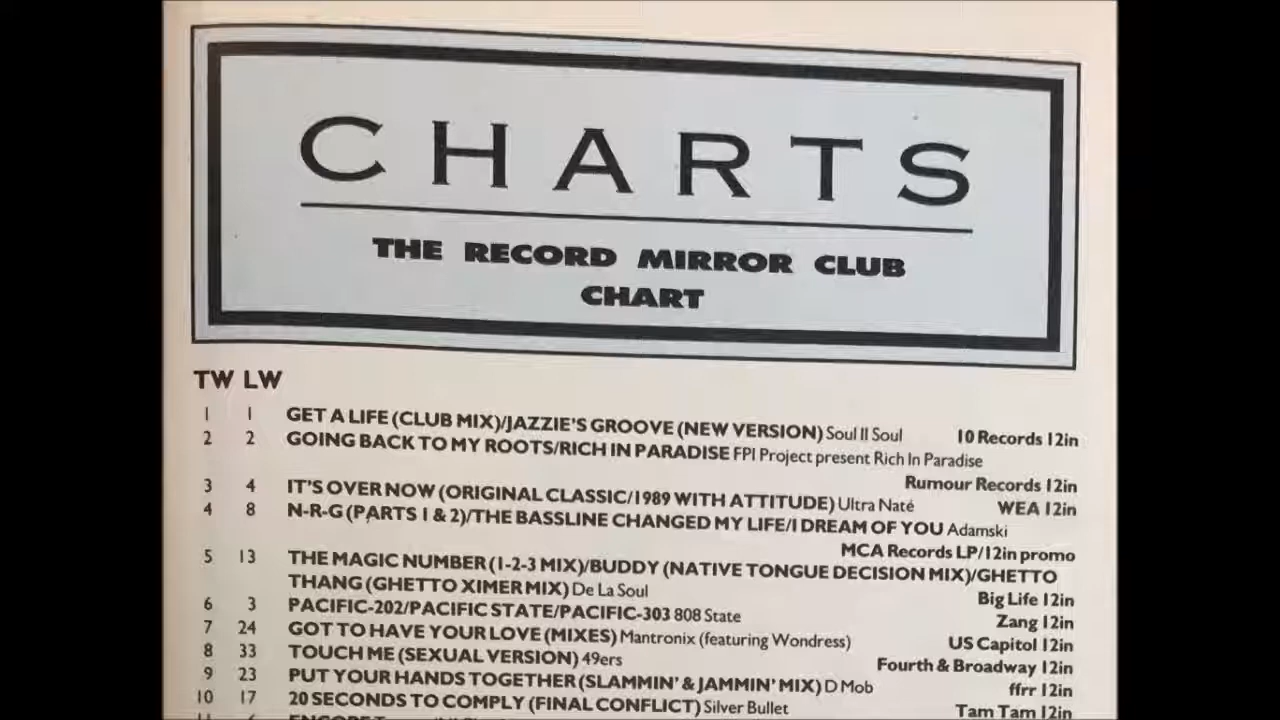 CHARTS
THE RECORD MIRROR CLUB
CHART
TW LW
1 1 GET A LIFE (CLUB MIX)/JAZZIE'S GROOVE (NEW VERSION) Soul II Soul 10 Records 12in
2 2 GOING BACK TO MY ROOTS/RICH IN PARADISE FPI Project present Rich In Paradise
Rumour Records 12in
3 4 IT'S OVER NOW (ORIGINAL CLASSIC/1989 WITH ATTITUDE) Ultra Naté WEA 12in
4 8 N-R-G (PARTS 1 & 2)/THE BASSLINE CHANGED MY LIFE/I DREAM OF YOU Adamski
MCA Records LP/12in promo
5 13 THE MAGIC NUMBER (1-2-3 MIX)/BUDDY (NATIVE TONGUE DECISION MIX)/GHETTO
THANG (GHETTO XIMER MIX) De La Soul Big Life 12in
6 3 PACIFIC-202/PACIFIC STATE/PACIFIC-303 808 State Zang 12in
7 24 GOT TO HAVE YOUR LOVE (MIXES) Mantronix (featuring Wondress) US Capitol 12in
8 33 TOUCH ME (SEXUAL VERSION) 49ers Fourth & Broadway 12in
9 23 PUT YOUR HANDS TOGETHER (SLAMMIN' & JAMMIN' MIX) D Mob ffrr 12in
10 17 20 SECONDS TO COMPLY (FINAL CONFLICT) Silver Bullet Tam Tam 12in